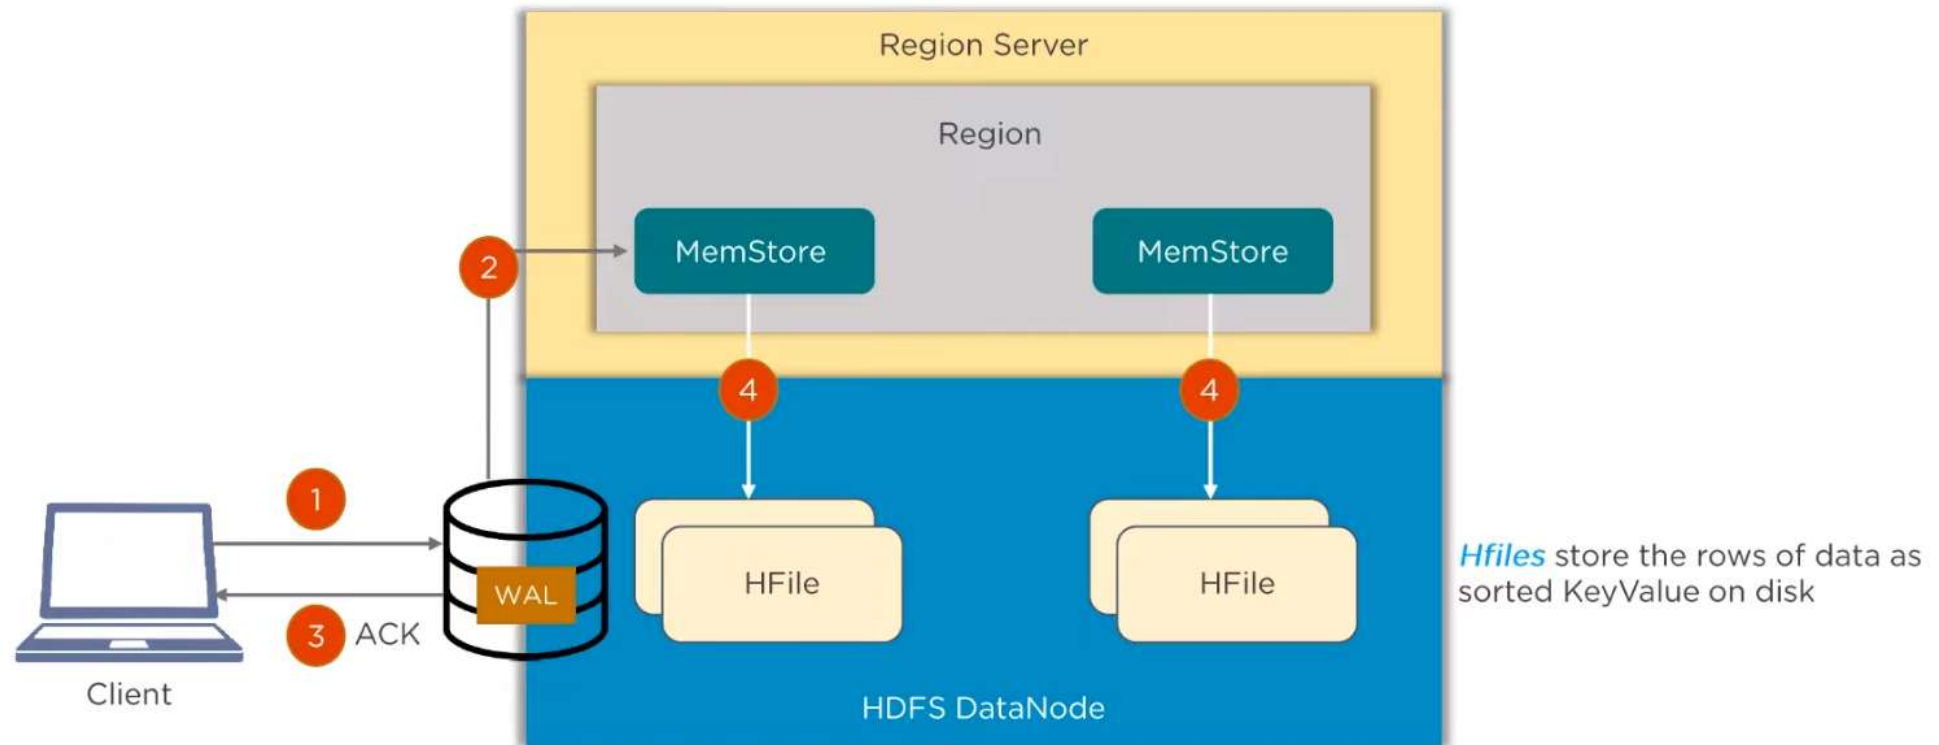 Region Server
Region
MemStore
MemStore
2
4
4
1
HFile
HFile
Hfiles store the rows of data as
sorted KeyValue on disk
WAL
3
ACK
Client
HDFS DataNode